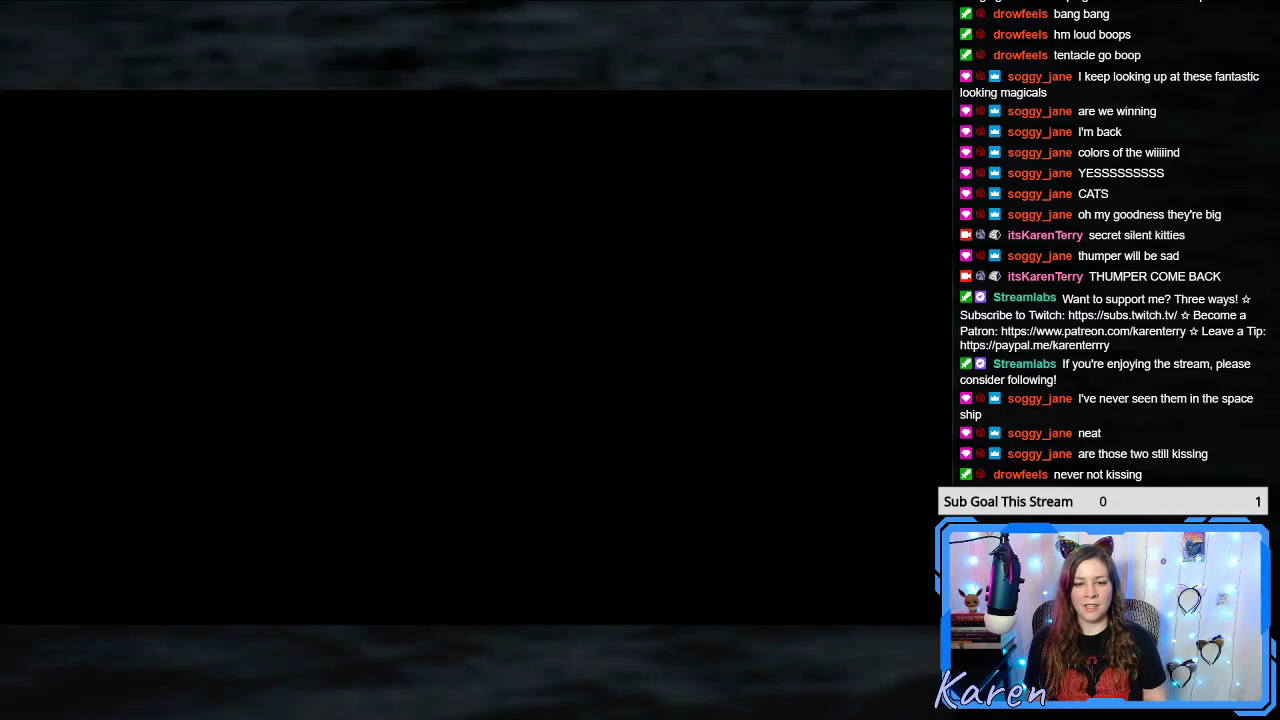 drowfeels bang bang
drowfeels hm loud boops
drowfeels tentacle go boop
soggy_jane I keep looking up at these fantastic
looking magicals
soggy_jane are we winning
soggy_jane I'm back
soggy_jane colors of the wiiiiind
soggy_jane YESSSSSSSSS
soggy_jane CATS
soggy_jane oh my goodness they're big
itsKarenTerry secret silent kitties
soggy_jane thumper will be sad
itsKarenTerry THUMPER COME BACK
Streamlabs Want to support me? Three ways! ☆
Subscribe to Twitch: https://subs.twitch.tv/ ☆ Become a
Patron: https://www.patreon.com/karenterry ☆ Leave a Tip:
https://paypal.me/karenterrry
Streamlabs If you're enjoying the stream, please
consider following!
soggy_jane I've never seen them in the space
ship
soggy_jane neat
soggy_jane are those two still kissing
drowfeels never not kissing
Sub Goal This Stream 0 1
Karen